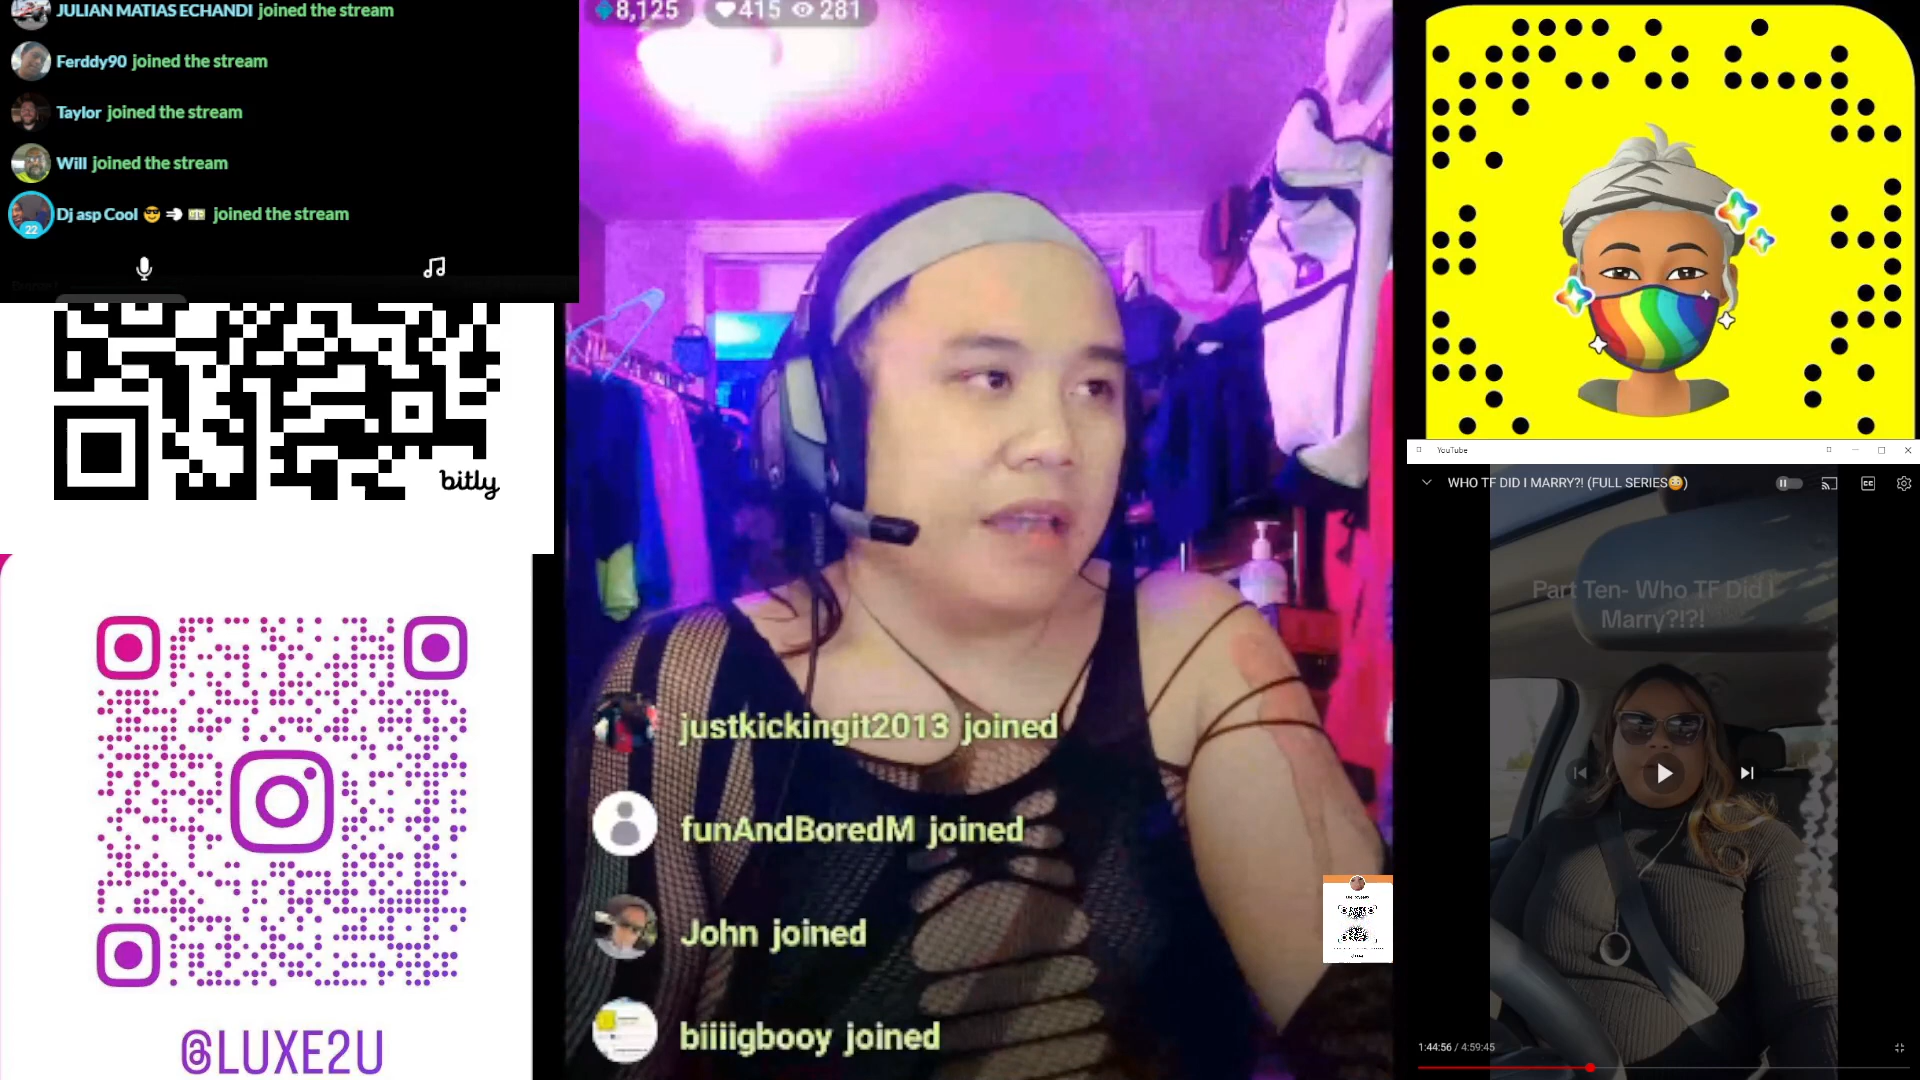 JULIAN MATIAS ECHANDI joined the stream
Ferddy90 joined the stream
Taylor joined the stream
Will joined the stream
Dj asp Cool 😎 💨 💵 joined the stream
22
bitly
@LUXE2U
8,125 415 281
justkickingit2013 joined
funAndBoredM joined
John joined
biiiigbooy joined
YouTube
WHO TF DID I MARRY?! (FULL SERIES😳)
CC
Part Ten- Who TF Did I
Marry?!?!
1:44:56 / 4:59:45